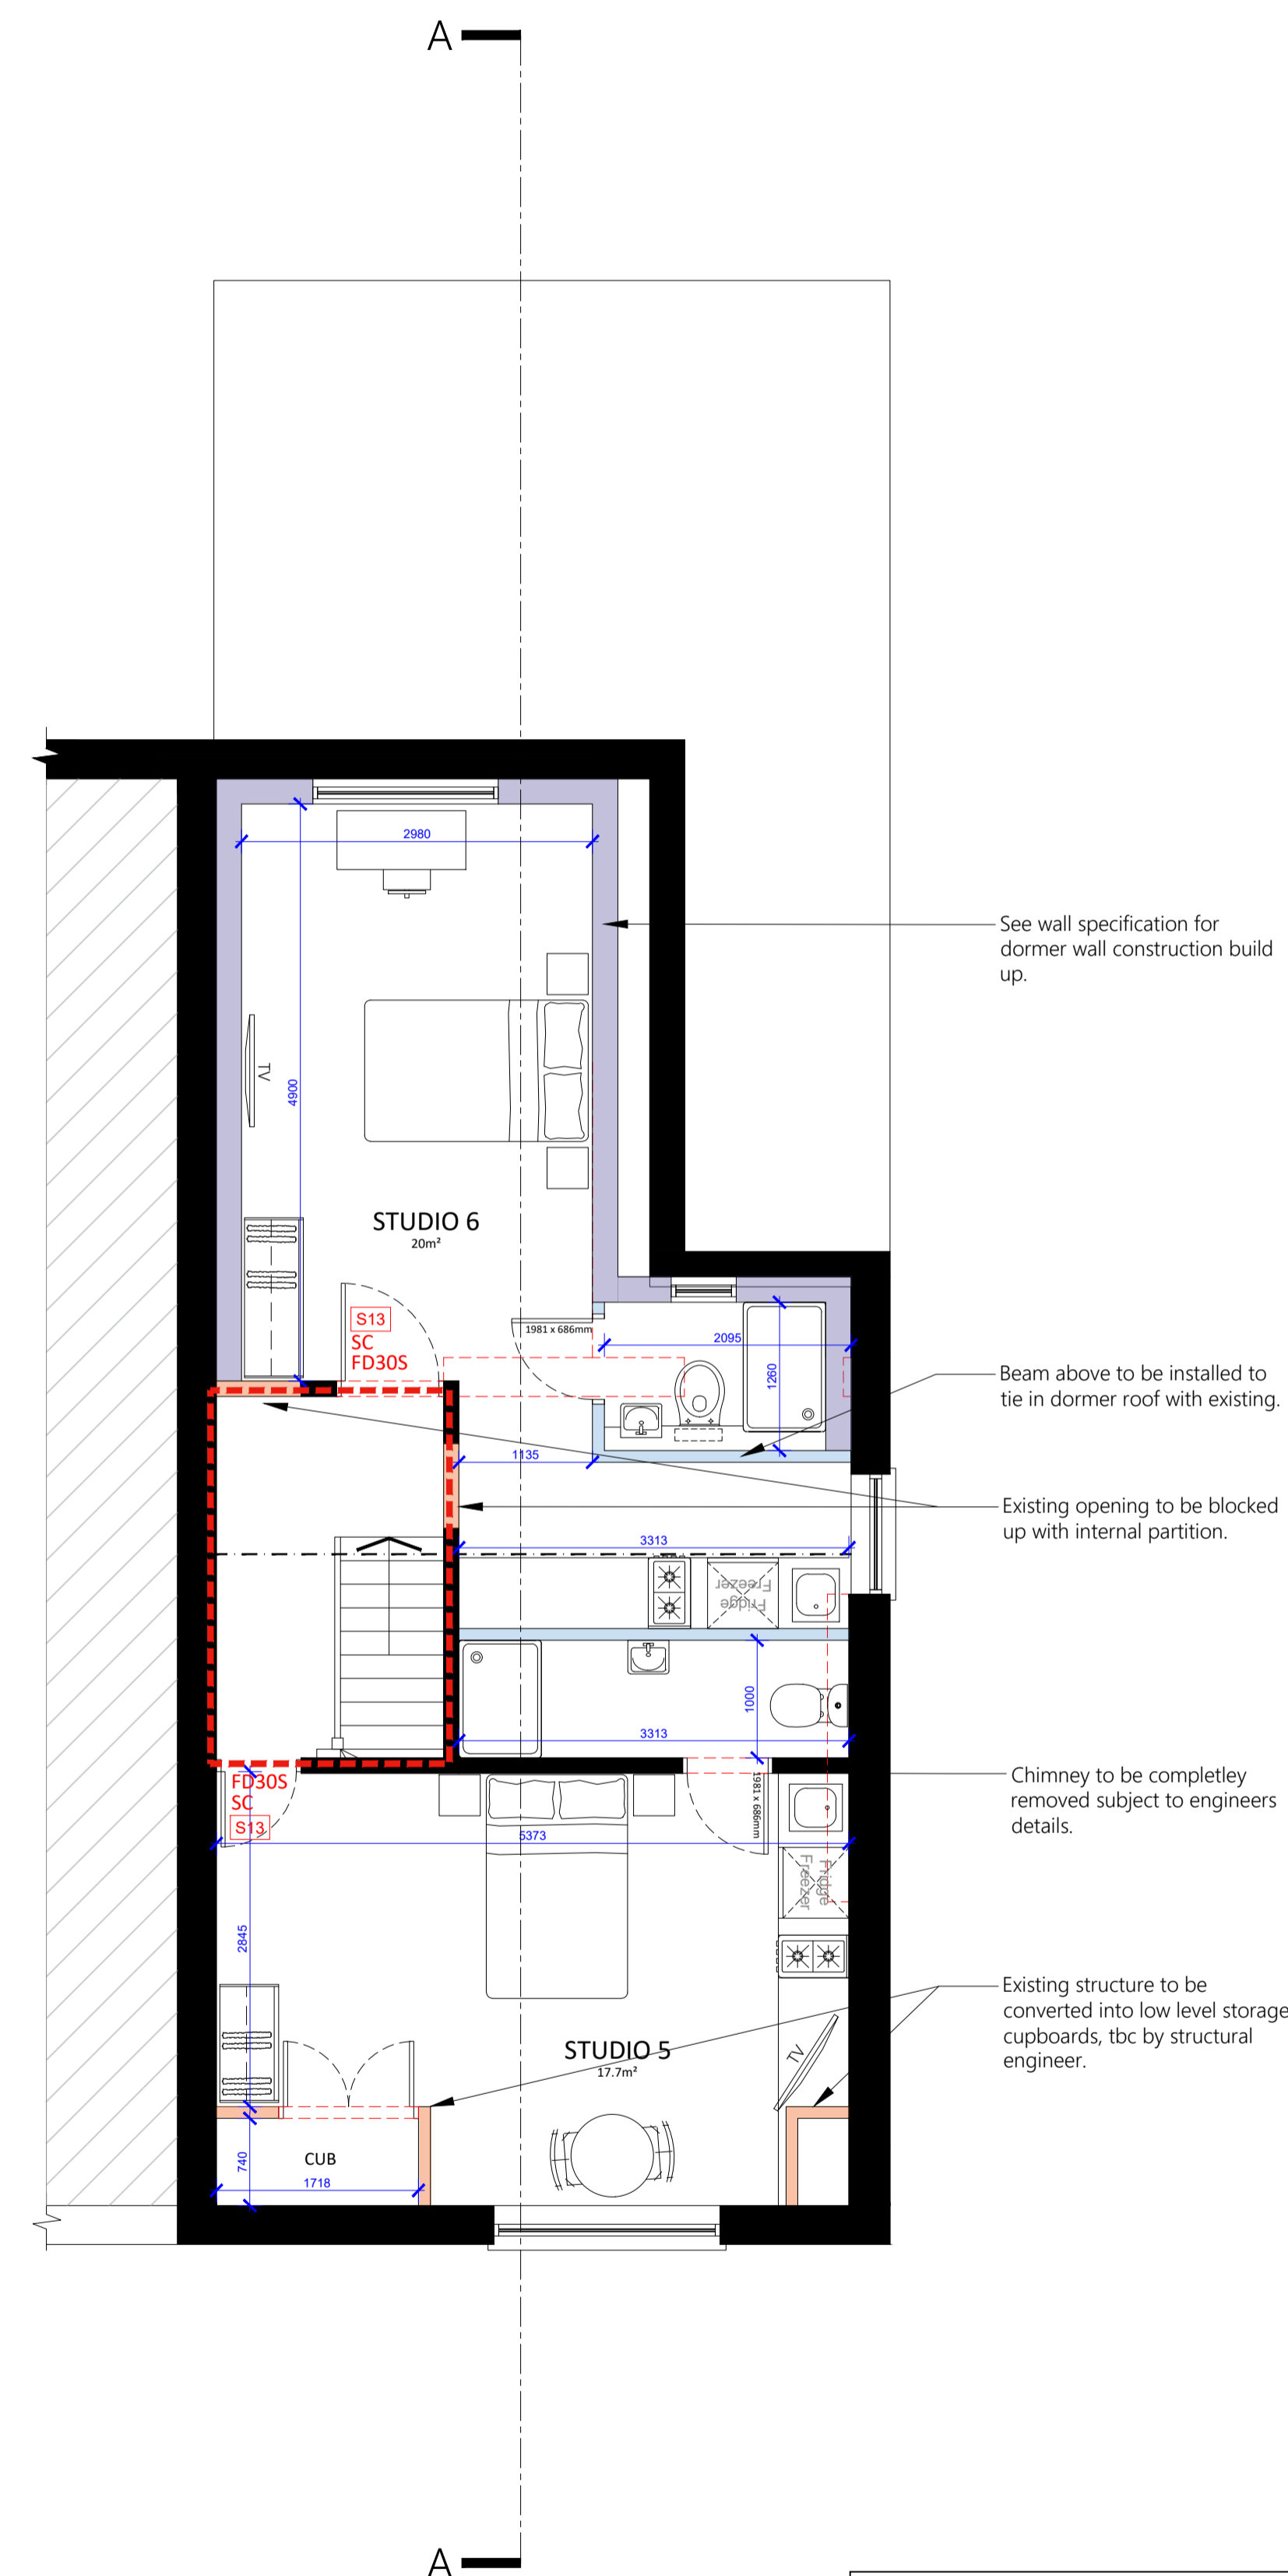 A
2980
See wall specification for
dormer wall construction build
up.
TV
4900
STUDIO 6
20m²
S13
SC
FD30S
1981 x 686mm
2095
1260
Beam above to be installed to
tie in dormer roof with existing.
1135
Existing opening to be blocked
up with internal partition.
3313
Fridge
Freezer
1000
3313
FD30S
SC
S13
1981 x 686mm
Chimney to be completley
removed subject to engineers
details.
5373
Fridge
Freezer
2845
Existing structure to be
converted into low level storage
cupboards, tbc by structural
engineer.
STUDIO 5
17.7m²
TV
CUB
740
1718
A